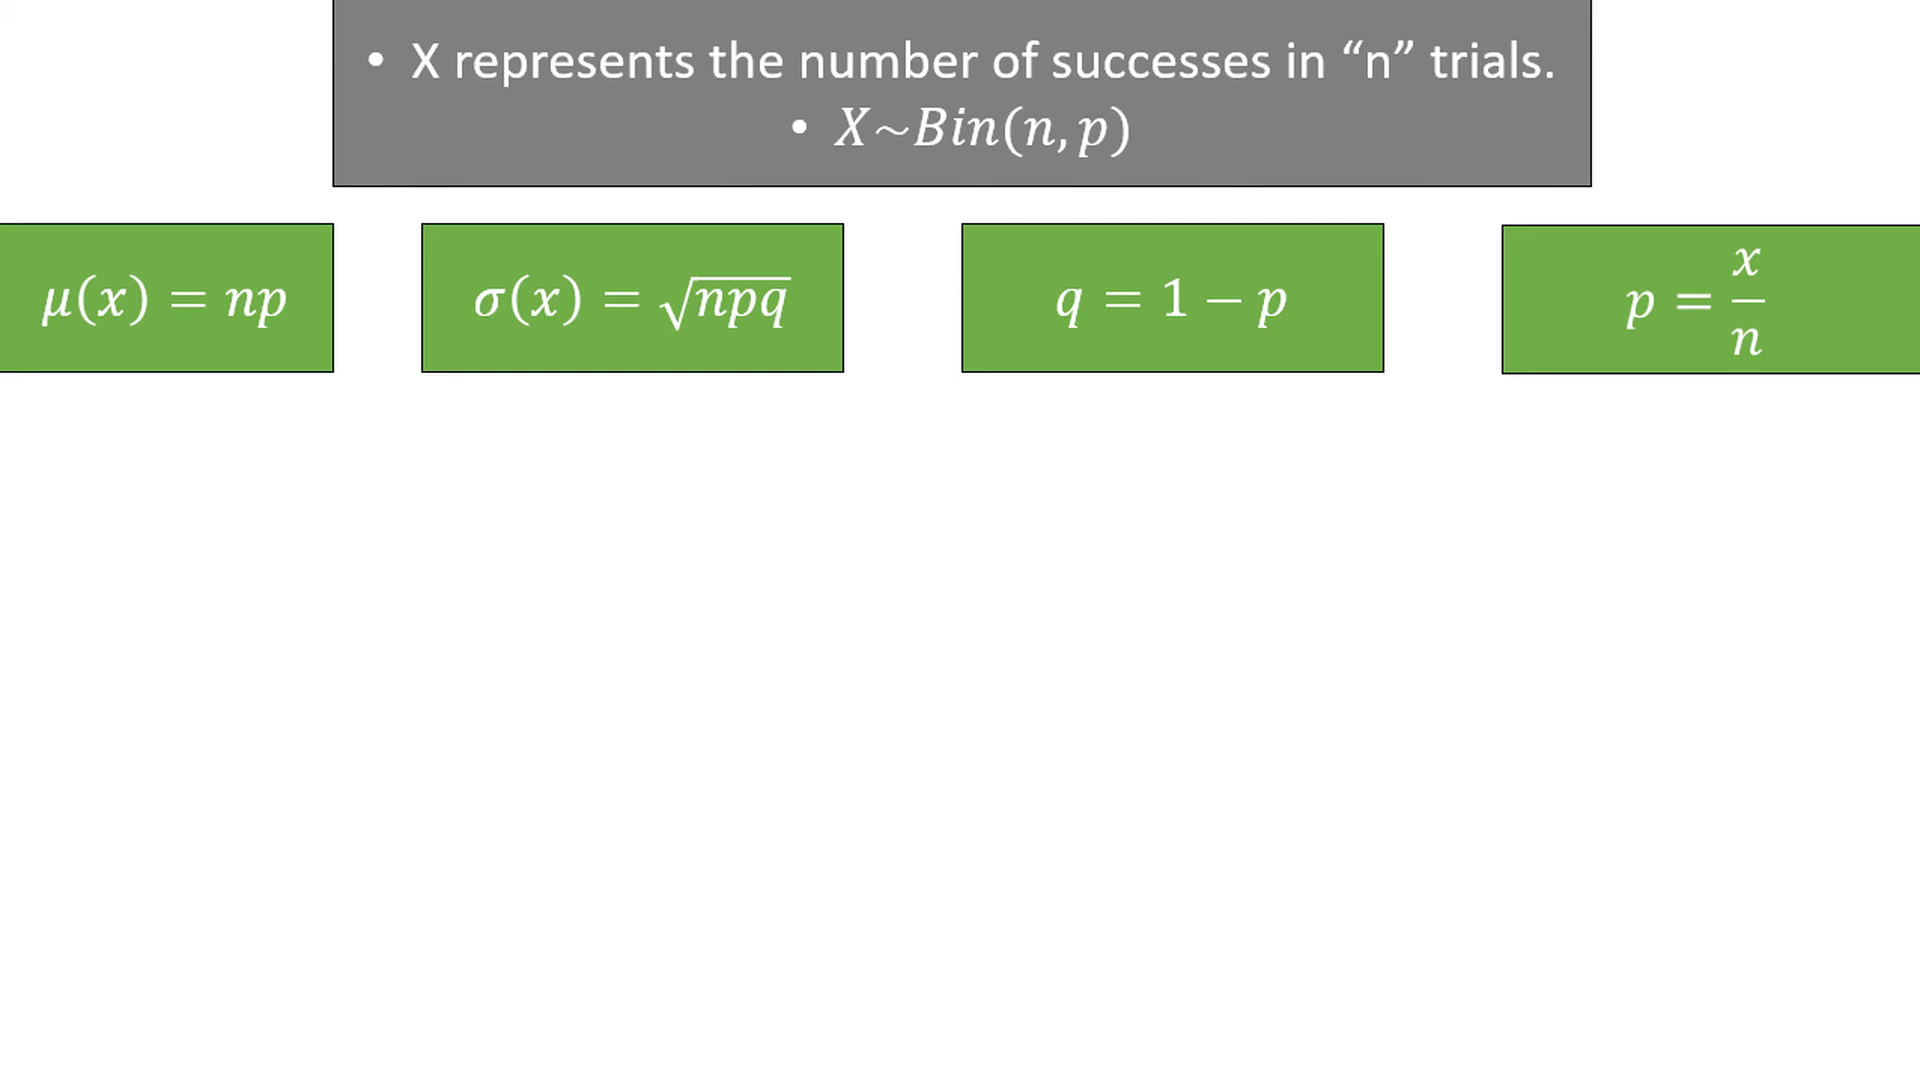 • X represents the number of successes in “n” trials.
• X~Bin(n, p)
μ(x) = np
σ(x) = √npq
q = 1 − p
p = x/n